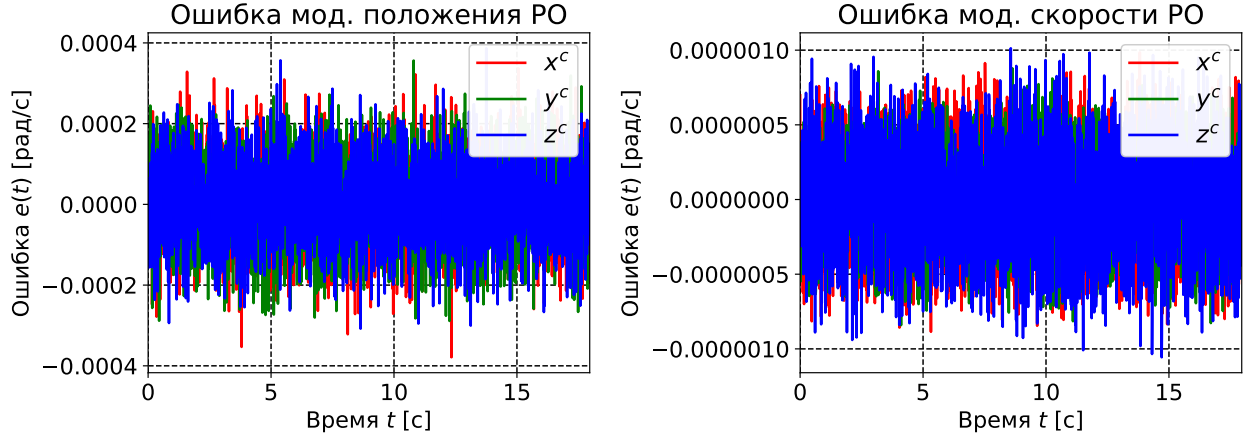 Ошибка мод. положения РО
Ошибка e(t) [рад/с]
0.0004
0.0002
0.0000
−0.0002
−0.0004
x^c
y^c
z^c
0
5
10
15
Время t [с]
Ошибка мод. скорости РО
Ошибка e(t) [рад/с]
0.0000010
0.0000005
0.0000000
−0.0000005
−0.0000010
x^c
y^c
z^c
0
5
10
15
Время t [с]